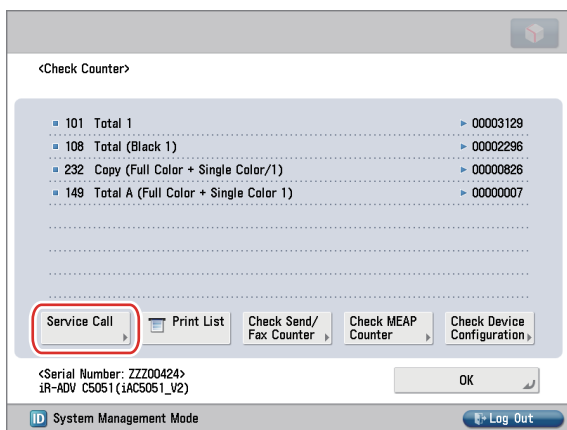 <Check Counter>
101 Total 1 00003129
108 Total (Black 1) 00002296
232 Copy (Full Color + Single Color/1) 00000826
149 Total A (Full Color + Single Color 1) 00000007
Service Call
Print List
Check Send/
Fax Counter
Check MEAP
Counter
Check Device
Configuration
<Serial Number: ZZZ00424>
iR-ADV C5051(iAC5051_V2)
OK
ID System Management Mode
Log Out